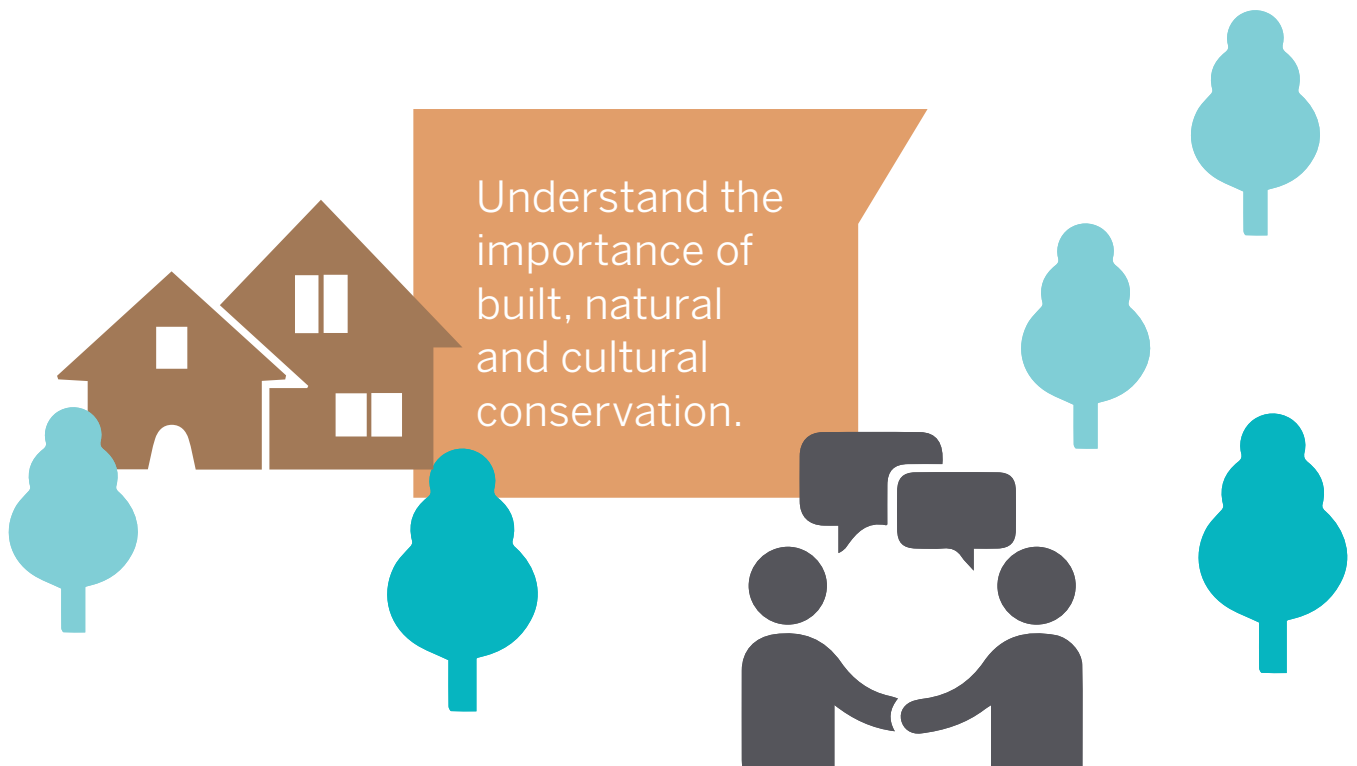 Understand the
importance of
built, natural
and cultural
conservation.